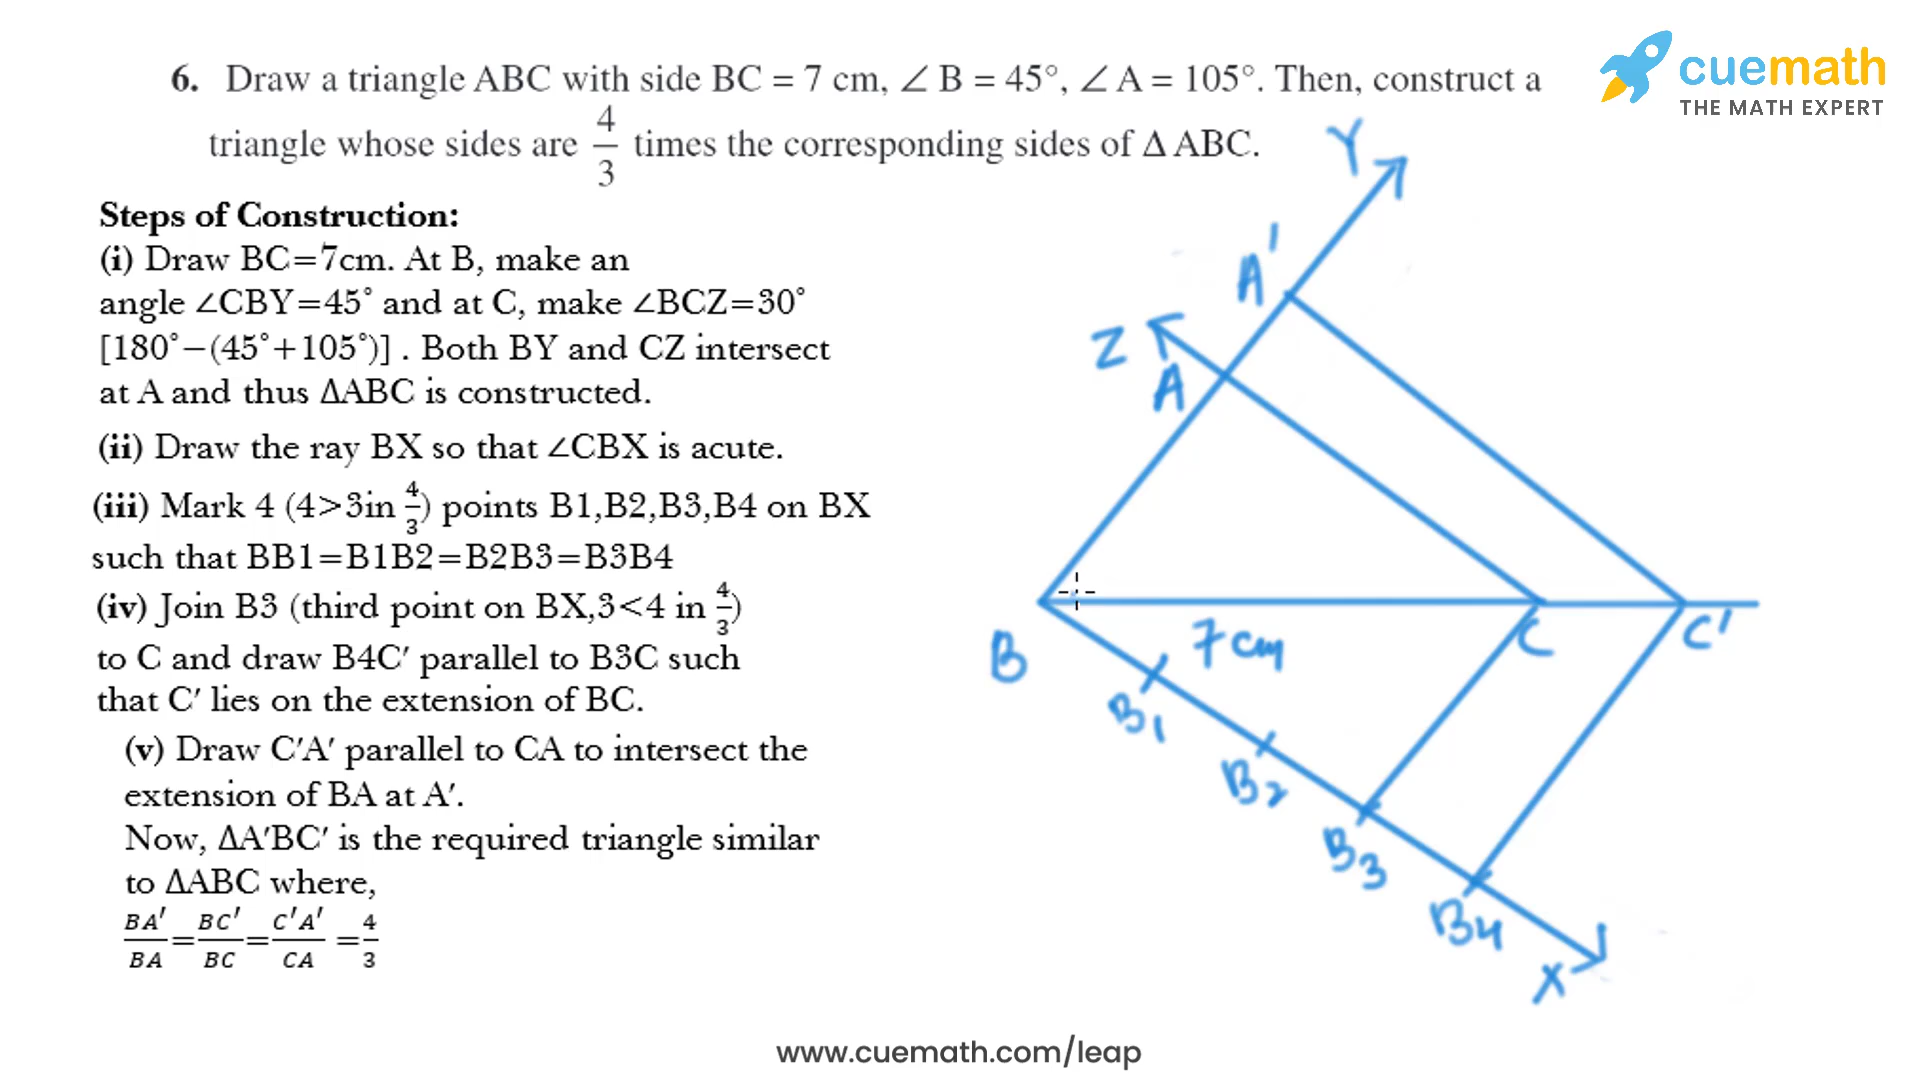 6. Draw a triangle ABC with side BC = 7 cm, ∠ B = 45°, ∠ A = 105°. Then, construct a
triangle whose sides are 4/3 times the corresponding sides of Δ ABC.
cuemath
THE MATH EXPERT
Steps of Construction:
(i) Draw BC=7cm. At B, make an
angle ∠CBY=45° and at C, make ∠BCZ=30°
[180°−(45°+105°)] . Both BY and CZ intersect
at A and thus ΔABC is constructed.
(ii) Draw the ray BX so that ∠CBX is acute.
(iii) Mark 4 (4>3in 4/3) points B1,B2,B3,B4 on BX
such that BB1=B1B2=B2B3=B3B4
(iv) Join B3 (third point on BX,3<4 in 4/3)
to C and draw B4C′ parallel to B3C such
that C′ lies on the extension of BC.
(v) Draw C′A′ parallel to CA to intersect the
extension of BA at A′.
Now, ΔA′BC′ is the required triangle similar
to ΔABC where,
BA′/BA=BC′/BC=C′A′/CA =4/3
Y
A'
Z
A
B
7cm
C
C'
B1
B2
B3
B4
X
www.cuemath.com/leap